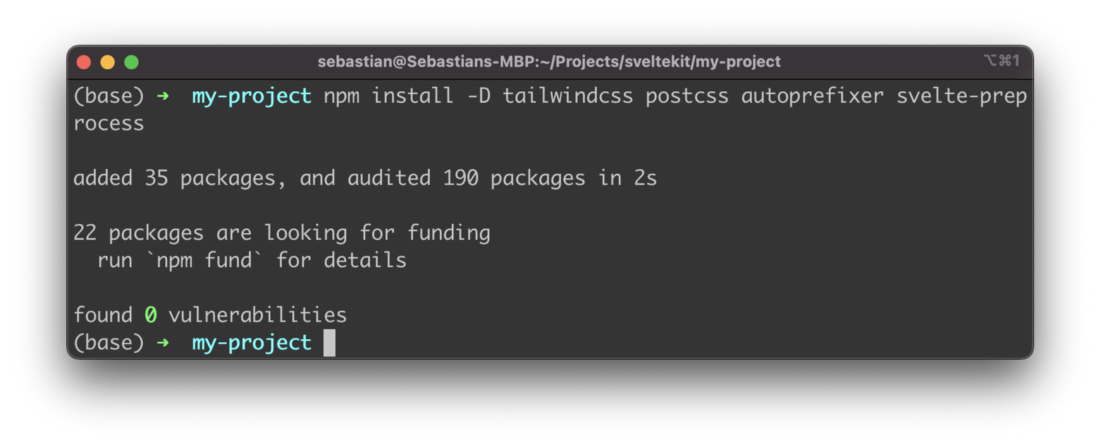 sebastian@Sebastians-MBP:~/Projects/sveltekit/my-project ⌥⌘1
(base) ➜  my-project npm install -D tailwindcss postcss autoprefixer svelte-prep
rocess
added 35 packages, and audited 190 packages in 2s
22 packages are looking for funding
  run `npm fund` for details
found 0 vulnerabilities
(base) ➜  my-project